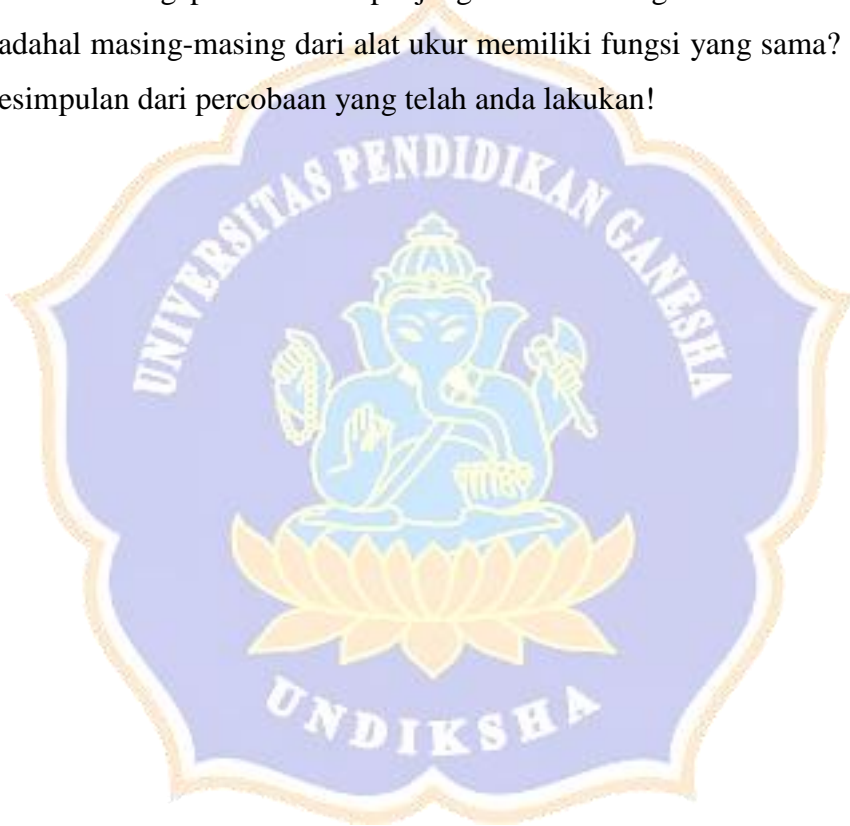 adahal masing-masing dari alat ukur memiliki fungsi yang sama?
esimpulan dari percobaan yang telah anda lakukan!
UNIVERSITAS PENDIDIKAN GANESHA
UNDIKSHA